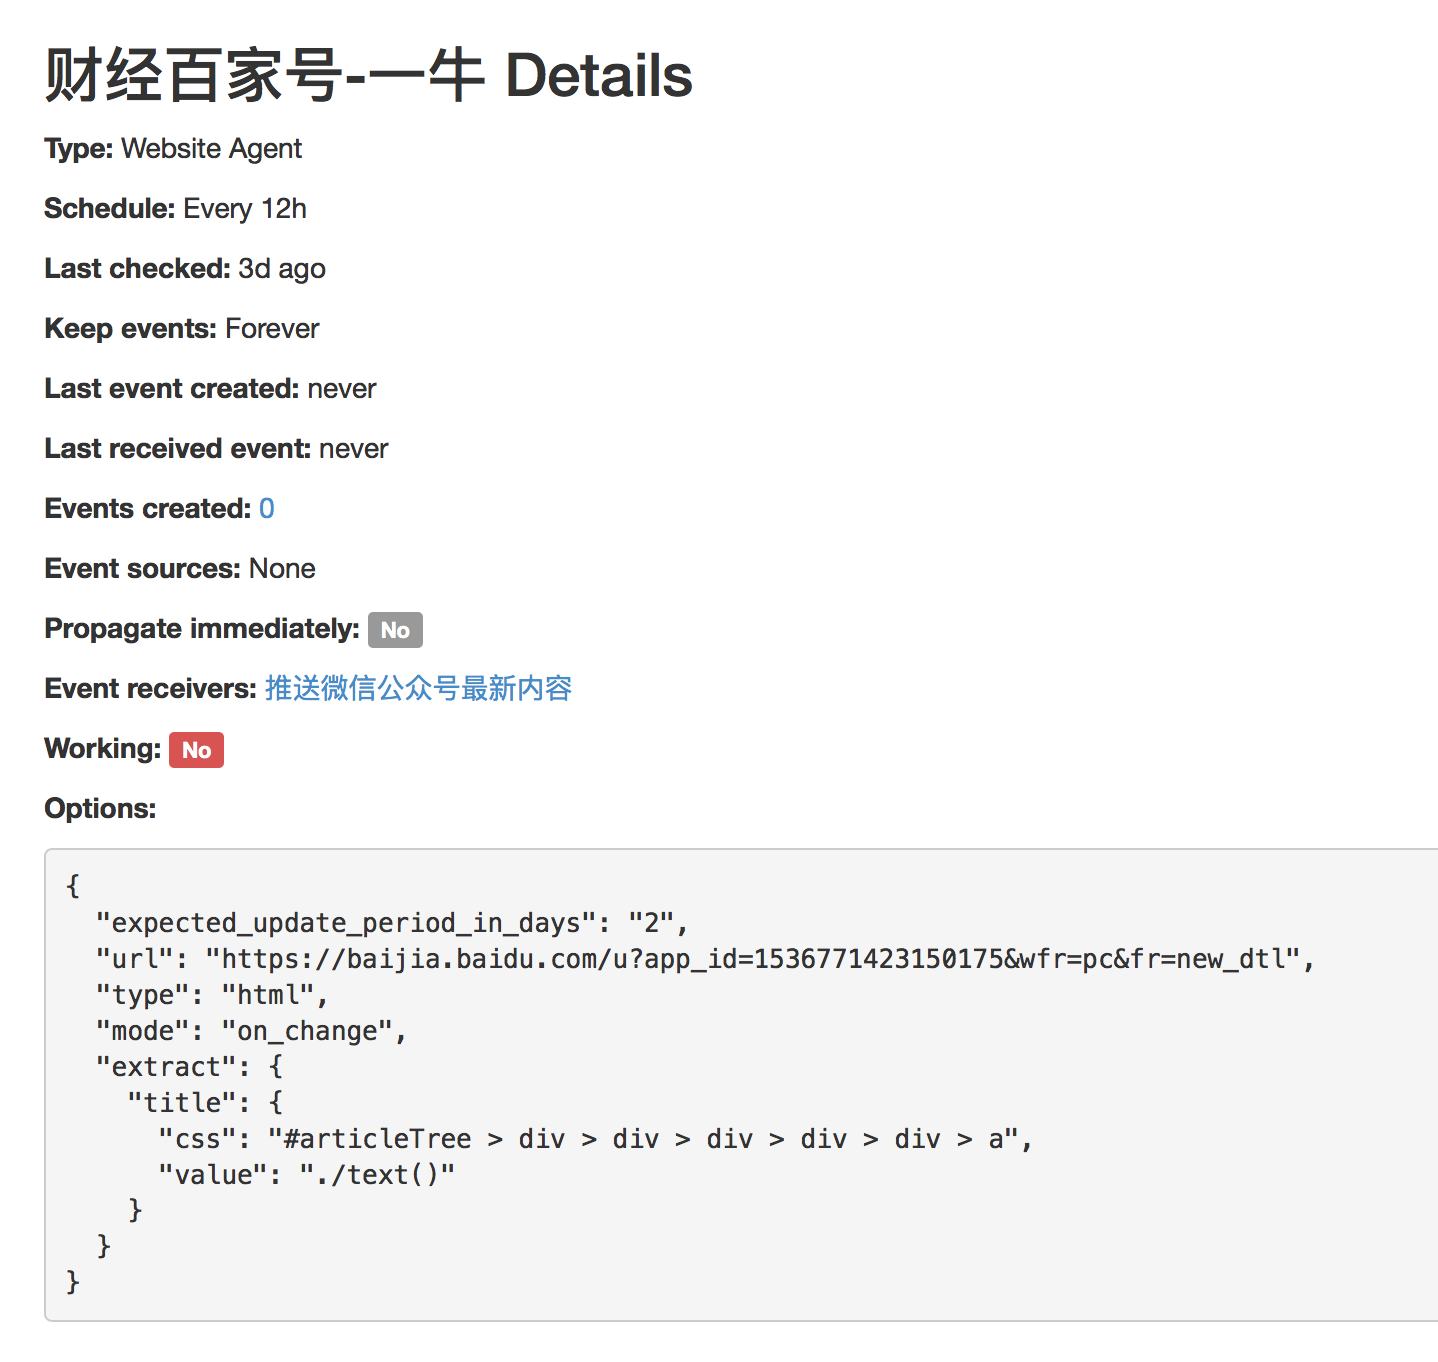 财经百家号-一牛 Details
Type: Website Agent
Schedule: Every 12h
Last checked: 3d ago
Keep events: Forever
Last event created: never
Last received event: never
Events created: 0
Event sources: None
Propagate immediately: No
Event receivers: 推送微信公众号最新内容
Working: No
Options:
{
  "expected_update_period_in_days": "2",
  "url": "https://baijia.baidu.com/u?app_id=1536771423150175&wfr=pc&fr=new_dtl",
  "type": "html",
  "mode": "on_change",
  "extract": {
    "title": {
      "css": "#articleTree > div > div > div > div > div > a",
      "value": "./text()"
    }
  }
}